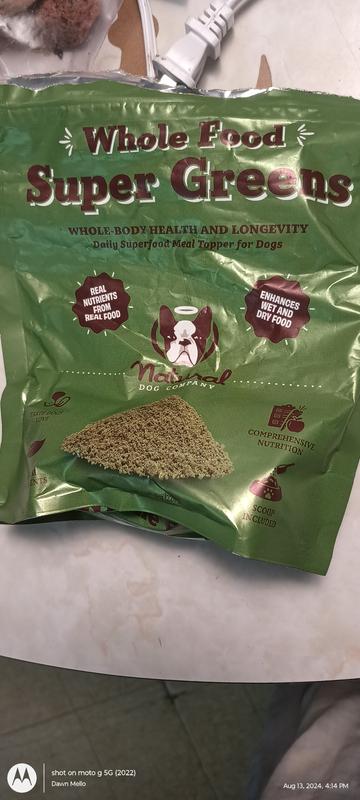 Whole Food
Super Greens
WHOLE-BODY HEALTH AND LONGEVITY
Daily Superfood Meal Topper for Dogs
REAL
NUTRIENTS
FROM
REAL FOOD
ENHANCES
WET AND
DRY FOOD
Natural
DOG COMPANY
COMPREHENSIVE
NUTRITION
SCOOP
INCLUDED
shot on moto g 5G (2022)
Dawn Mello
Aug 13, 2024, 4:14 PM